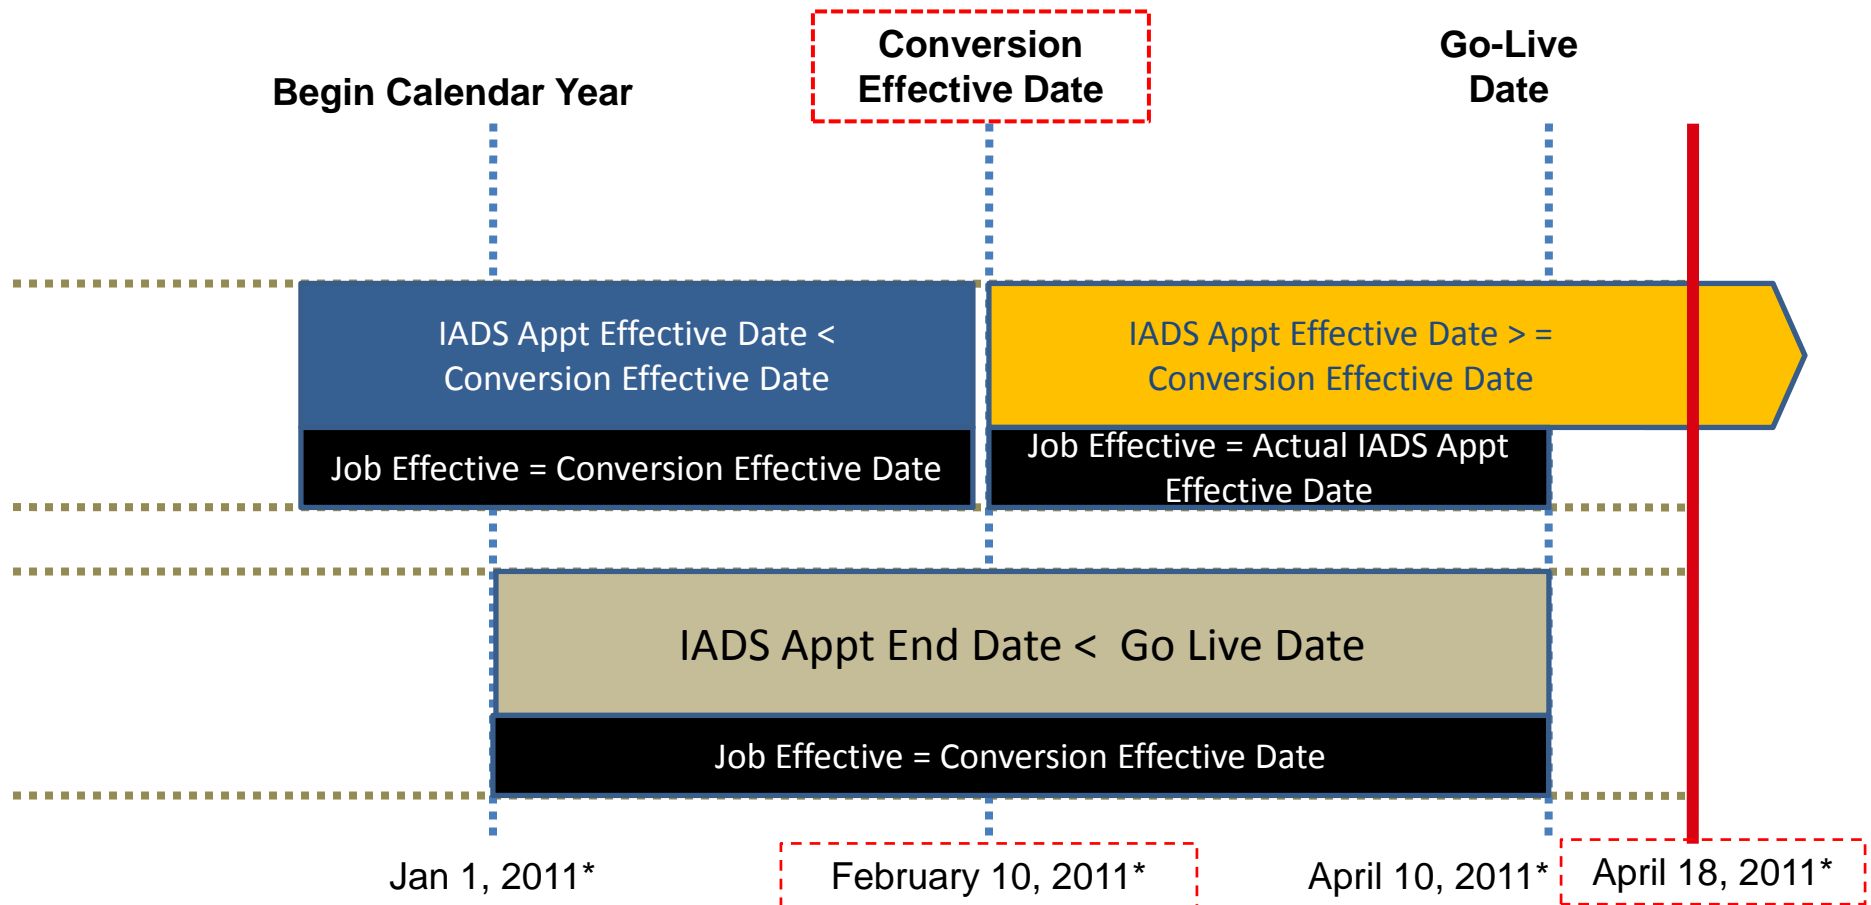 Conversion
Effective Date
Go-Live
Date
Begin Calendar Year
IADS Appt Effective Date <
Conversion Effective Date
IADS Appt Effective Date > =
Conversion Effective Date
Job Effective = Conversion Effective Date
Job Effective = Actual IADS Appt
Effective Date
IADS Appt End Date <  Go Live Date
Job Effective = Conversion Effective Date
Jan 1, 2011*
February 10, 2011*
April 10, 2011*
April 18, 2011*